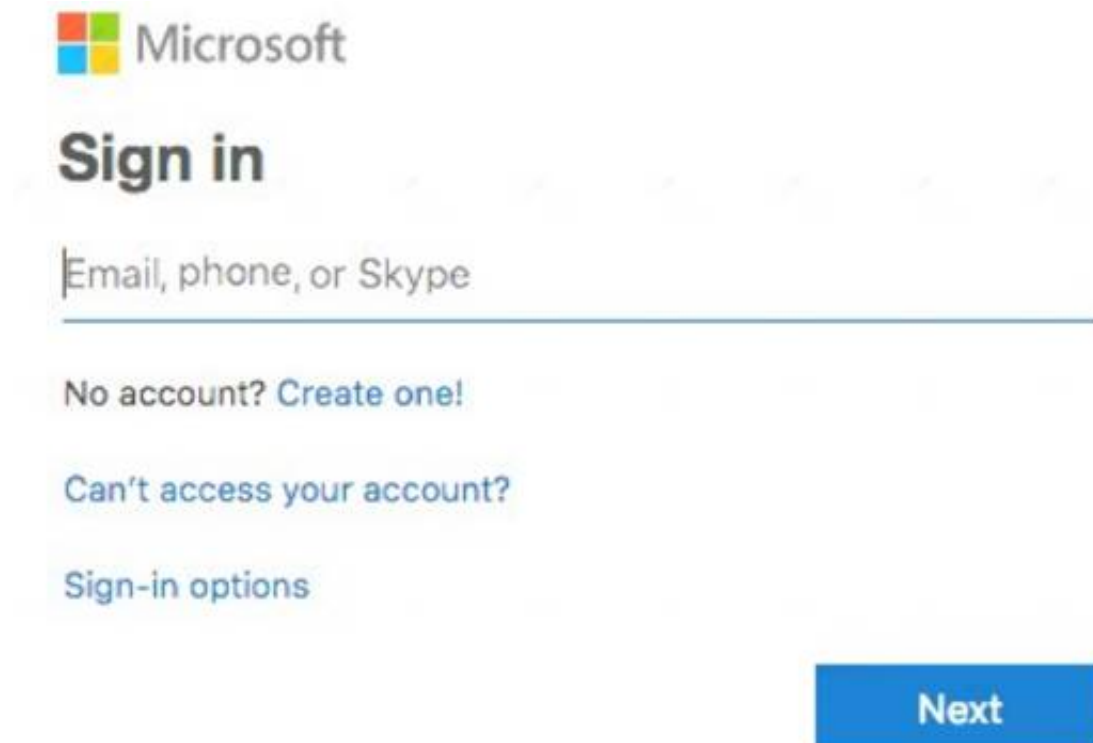 Microsoft
Sign in
Email, phone, or Skype
No account? Create one!
Can't access your account?
Sign-in options
Next